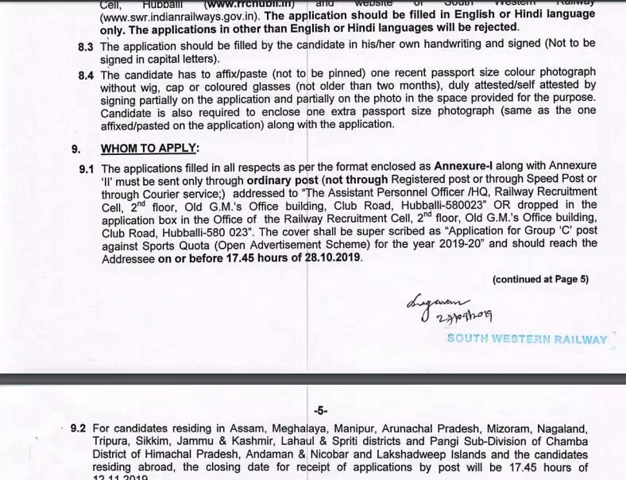 Cell, Hubballi (www.rrchubli.in) and website of South Western Railway
(www.swr.indianrailways.gov.in). The application should be filled in English or Hindi language
only. The applications in other than English or Hindi languages will be rejected.
8.3 The application should be filled by the candidate in his/her own handwriting and signed (Not to be
signed in capital letters).
8.4 The candidate has to affix/paste (not to be pinned) one recent passport size colour photograph
without wig, cap or coloured glasses (not older than two months), duly attested/self attested by
signing partially on the application and partially on the photo in the space provided for the purpose.
Candidate is also required to enclose one extra passport size photograph (same as the one
affixed/pasted on the application) along with the application.
9. WHOM TO APPLY:
9.1 The applications filled in all respects as per the format enclosed as Annexure-I along with Annexure
'II' must be sent only through ordinary post (not through Registered post or through Speed Post or
through Courier service;) addressed to "The Assistant Personnel Officer /HQ, Railway Recruitment
Cell, 2nd floor, Old G.M.'s Office building, Club Road, Hubballi-580023" OR dropped in the
application box in the Office of the Railway Recruitment Cell, 2nd floor, Old G.M.'s Office building,
Club Road, Hubballi-580 023". The cover shall be super scribed as "Application for Group 'C' post
against Sports Quota (Open Advertisement Scheme) for the year 2019-20" and should reach the
Addressee on or before 17.45 hours of 28.10.2019.
(continued at Page 5)
SOUTH WESTERN RAILWAY
-5-
9.2 For candidates residing in Assam, Meghalaya, Manipur, Arunachal Pradesh, Mizoram, Nagaland,
Tripura, Sikkim, Jammu & Kashmir, Lahaul & Spriti districts and Pangi Sub-Division of Chamba
District of Himachal Pradesh, Andaman & Nicobar and Lakshadweep Islands and the candidates
residing abroad, the closing date for receipt of applications by post will be 17.45 hours of
12.11.2019